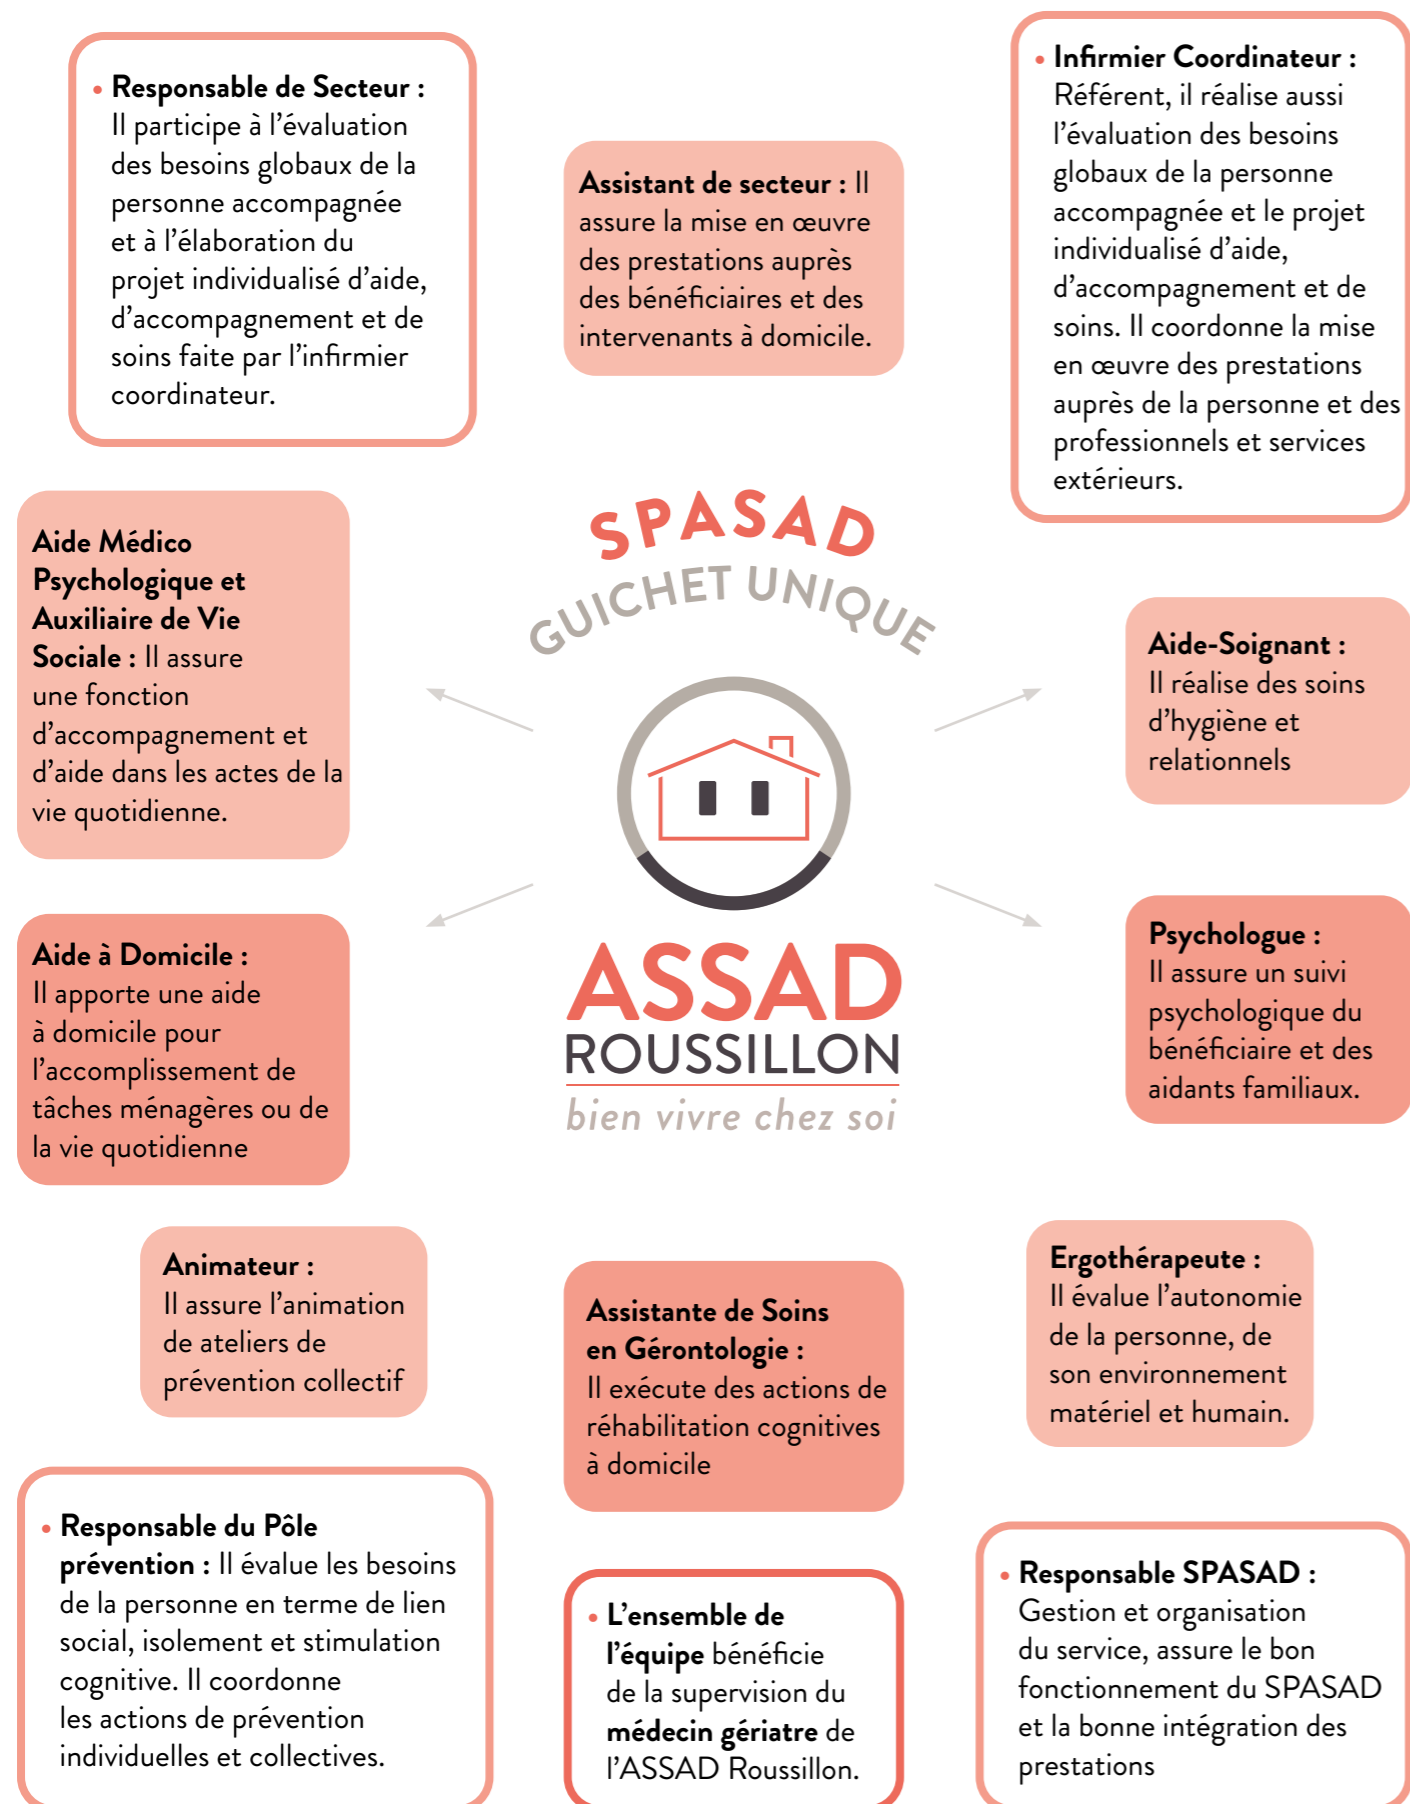 • Responsable de Secteur :
Il participe à l'évaluation
des besoins globaux de la
personne accompagnée
et à l'élaboration du
projet individualisé d'aide,
d'accompagnement et de
soins faite par l'infirmier
coordinateur.
Assistant de secteur : Il
assure la mise en œuvre
des prestations auprès
des bénéficiaires et des
intervenants à domicile.
• Infirmier Coordinateur :
Référent, il réalise aussi
l'évaluation des besoins
globaux de la personne
accompagnée et le projet
individualisé d'aide,
d'accompagnement et de
soins. Il coordonne la mise
en œuvre des prestations
auprès de la personne et des
professionnels et services
extérieurs.
Aide Médico
Psychologique et
Auxiliaire de Vie
Sociale : Il assure
une fonction
d'accompagnement et
d'aide dans les actes de la
vie quotidienne.
SPASAD
GUICHET UNIQUE
Aide-Soignant :
Il réalise des soins
d'hygiène et
relationnels
Aide à Domicile :
Il apporte une aide
à domicile pour
l'accomplissement de
tâches ménagères ou de
la vie quotidienne
ASSAD
ROUSSILLON
bien vivre chez soi
Psychologue :
Il assure un suivi
psychologique du
bénéficiaire et des
aidants familiaux.
Animateur :
Il assure l'animation
de ateliers de
prévention collectif
Assistante de Soins
en Gérontologie :
Il exécute des actions de
réhabilitation cognitives
à domicile
Ergothérapeute :
Il évalue l'autonomie
de la personne, de
son environnement
matériel et humain.
• Responsable du Pôle
prévention : Il évalue les besoins
de la personne en terme de lien
social, isolement et stimulation
cognitive. Il coordonne
les actions de prévention
individuelles et collectives.
• L'ensemble de
l'équipe bénéficie
de la supervision du
médecin gériatre de
l'ASSAD Roussillon.
• Responsable SPASAD :
Gestion et organisation
du service, assure le bon
fonctionnement du SPASAD
et la bonne intégration des
prestations